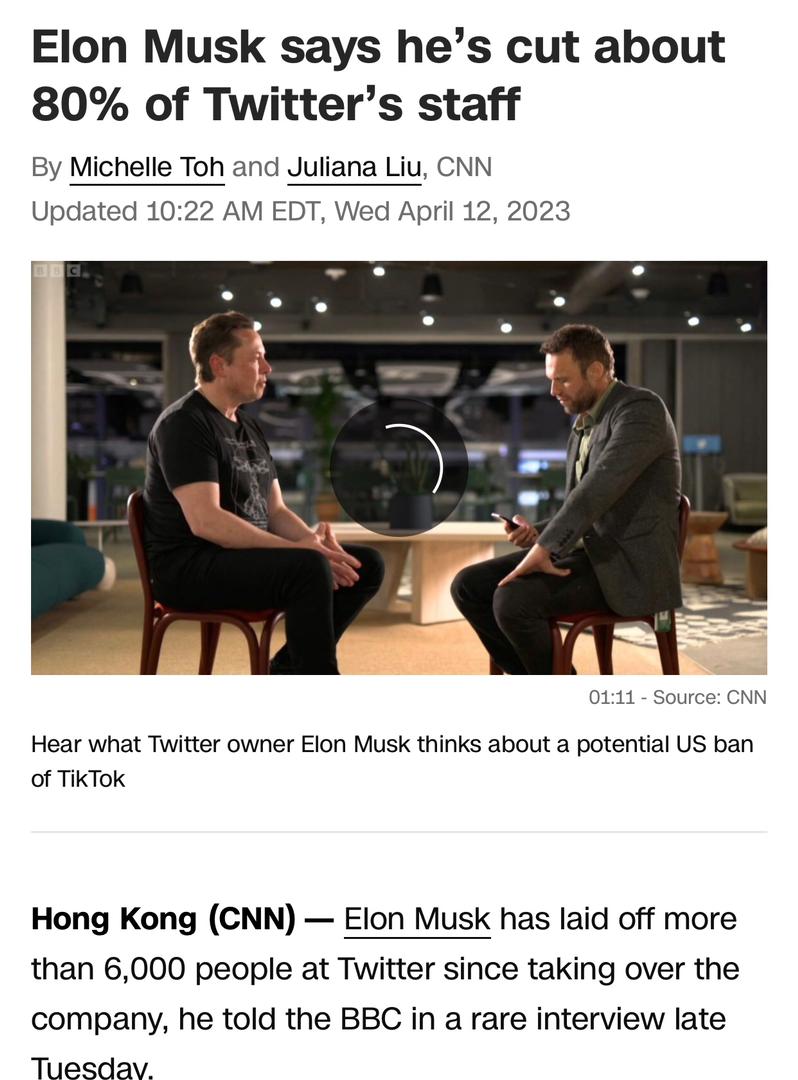 Elon Musk says he’s cut about
80% of Twitter’s staff
By Michelle Toh and Juliana Liu, CNN
Updated 10:22 AM EDT, Wed April 12, 2023
BBC
01:11 - Source: CNN
Hear what Twitter owner Elon Musk thinks about a potential US ban
of TikTok
Hong Kong (CNN) — Elon Musk has laid off more
than 6,000 people at Twitter since taking over the
company, he told the BBC in a rare interview late
Tuesday.